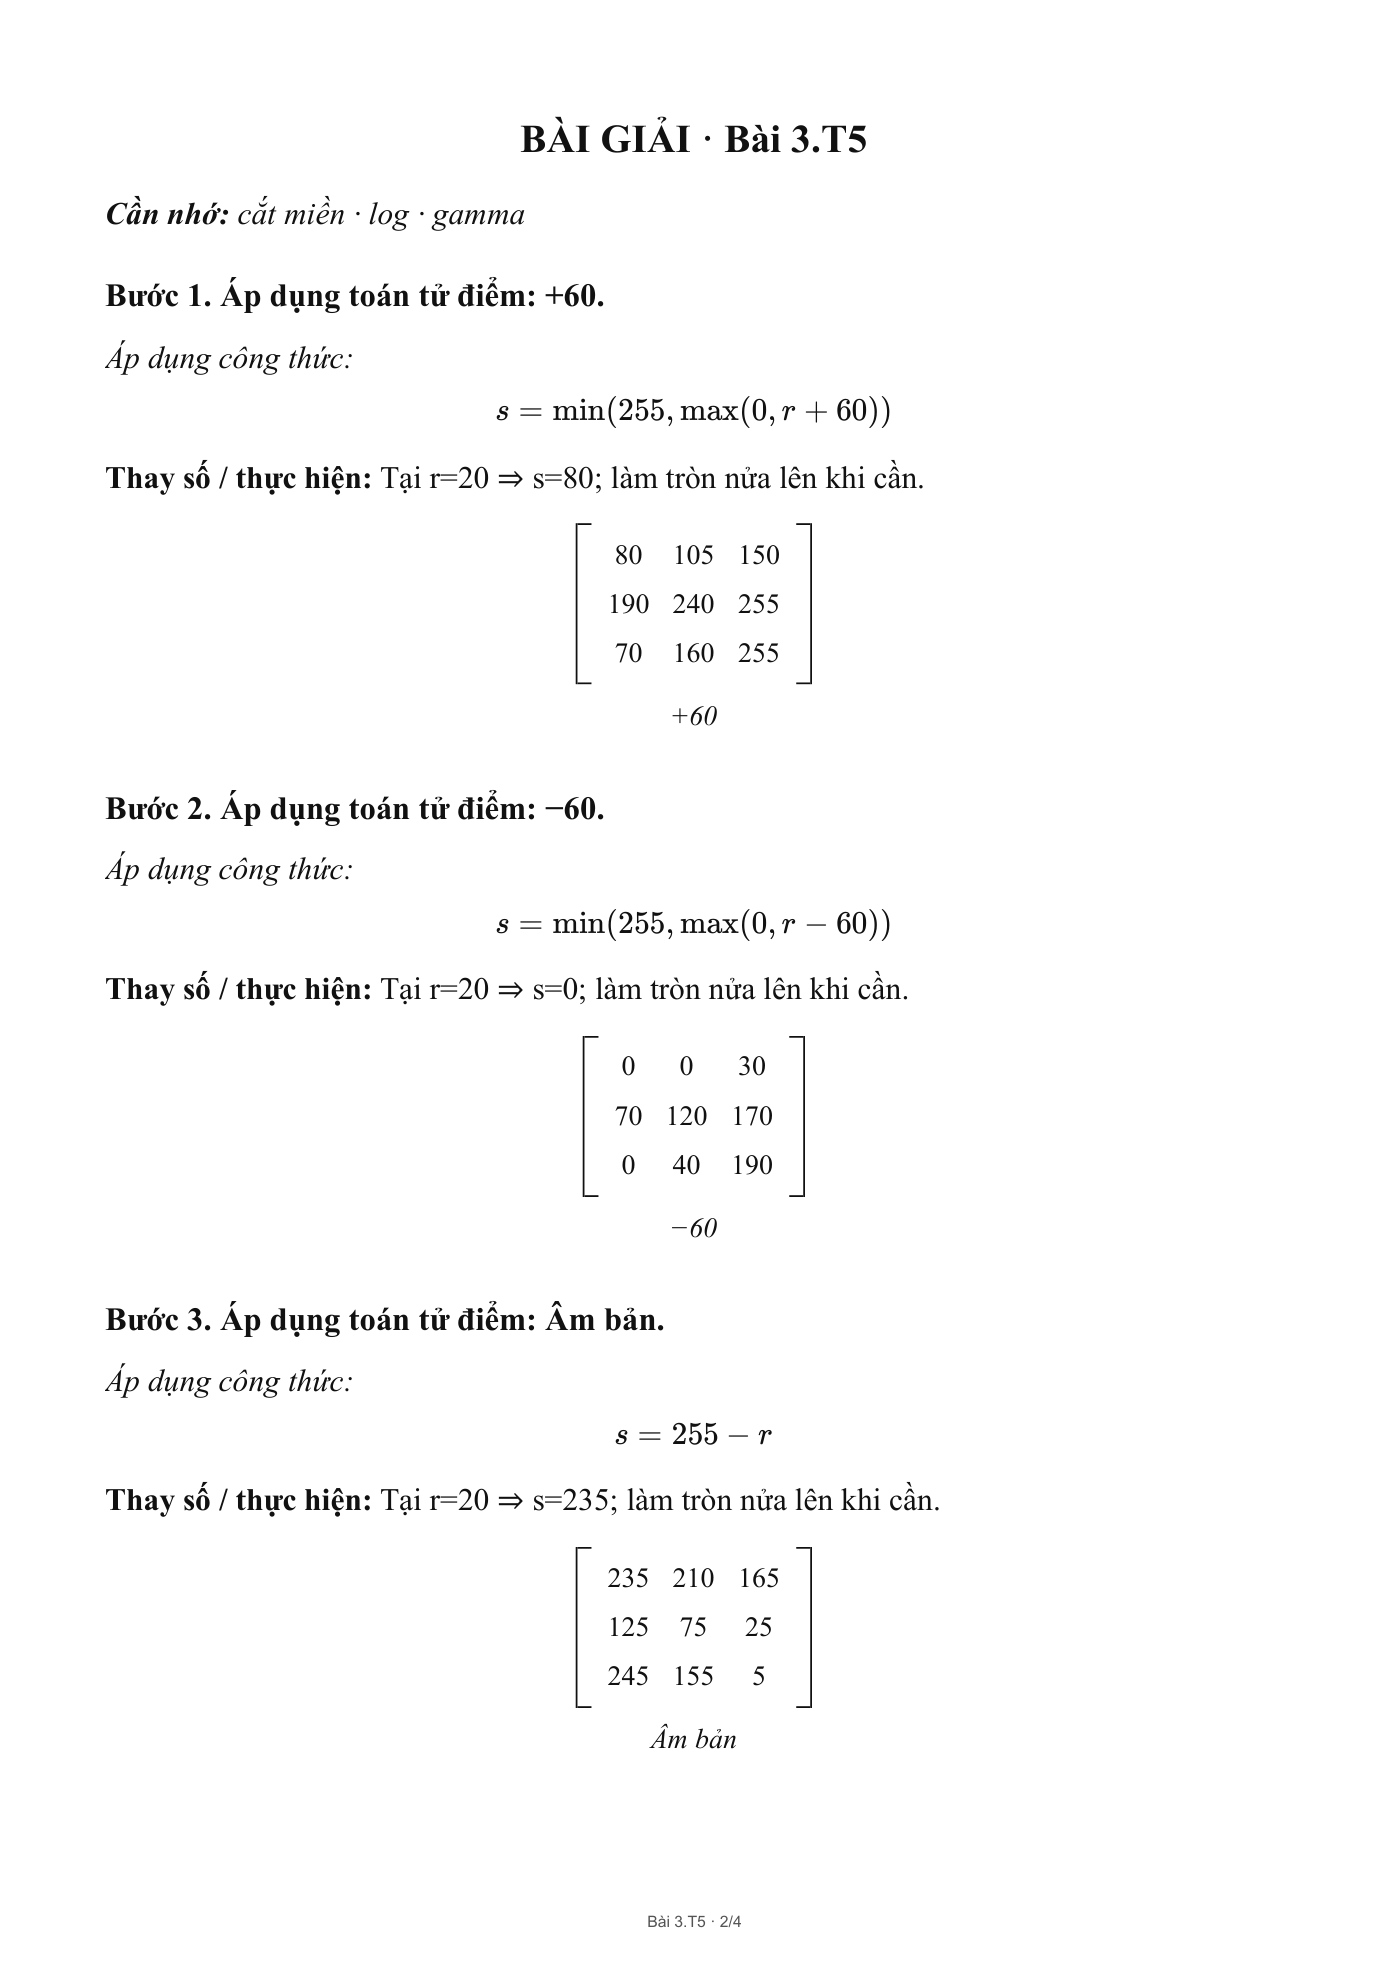 BÀI GIẢI · Bài 3.T5
Cần nhớ: cắt miền · log · gamma
Bước 1. Áp dụng toán tử điểm: +60.
Áp dụng công thức:
s = min(255, max(0, r + 60))
Thay số / thực hiện: Tại r=20 ⇒ s=80; làm tròn nửa lên khi cần.
80 105 150
190 240 255
70 160 255
+60
Bước 2. Áp dụng toán tử điểm: −60.
Áp dụng công thức:
s = min(255, max(0, r − 60))
Thay số / thực hiện: Tại r=20 ⇒ s=0; làm tròn nửa lên khi cần.
0 0 30
70 120 170
0 40 190
−60
Bước 3. Áp dụng toán tử điểm: Âm bản.
Áp dụng công thức:
s = 255 − r
Thay số / thực hiện: Tại r=20 ⇒ s=235; làm tròn nửa lên khi cần.
235 210 165
125 75 25
245 155 5
Âm bản
Bài 3.T5 · 2/4